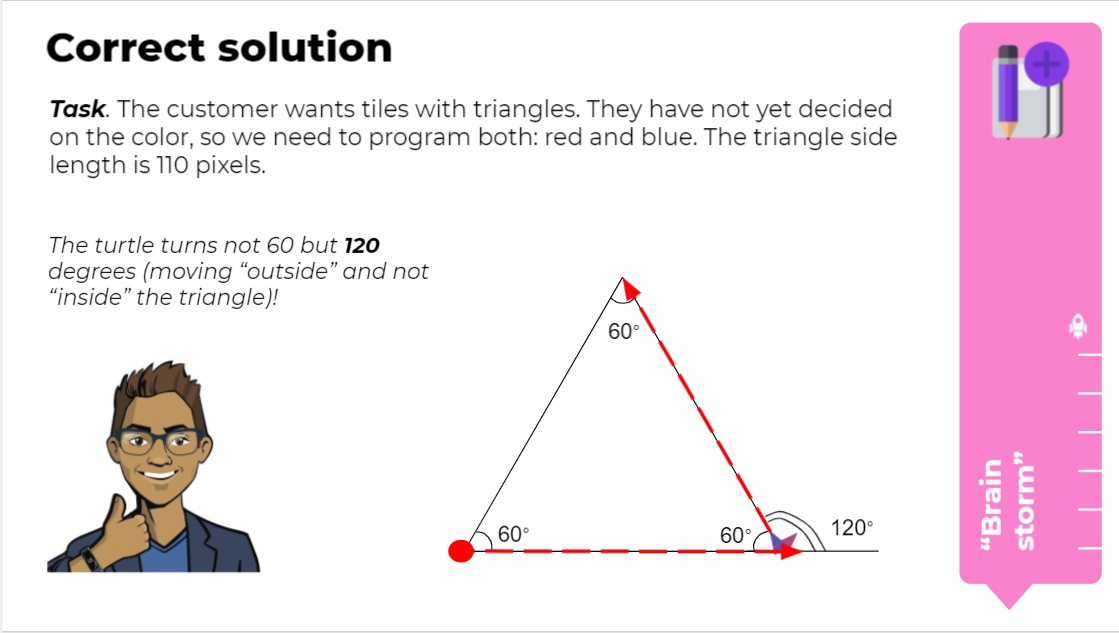 Correct solution
Task. The customer wants tiles with triangles. They have not yet decided
on the color, so we need to program both: red and blue. The triangle side
length is 110 pixels.
The turtle turns not 60 but 120
degrees (moving “outside” and not
“inside” the triangle)!
60°
60°
60°
120°
“Brain
storm”